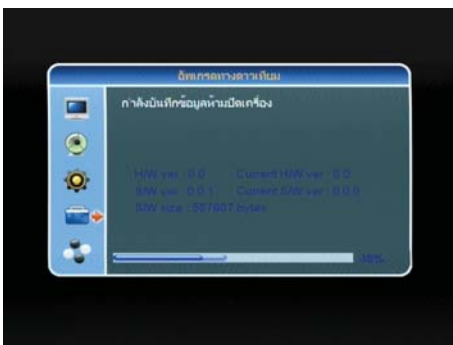 อัพเกรดทางดาวเทียม
กำลังบันทึกข้อมูลห้ามปิดเครื่อง
H/W ver : 0.0 Current H/W ver : 0.0
S/W ver : 0.0.1 Current S/W ver : 0.0.0
S/W size : 557607 bytes